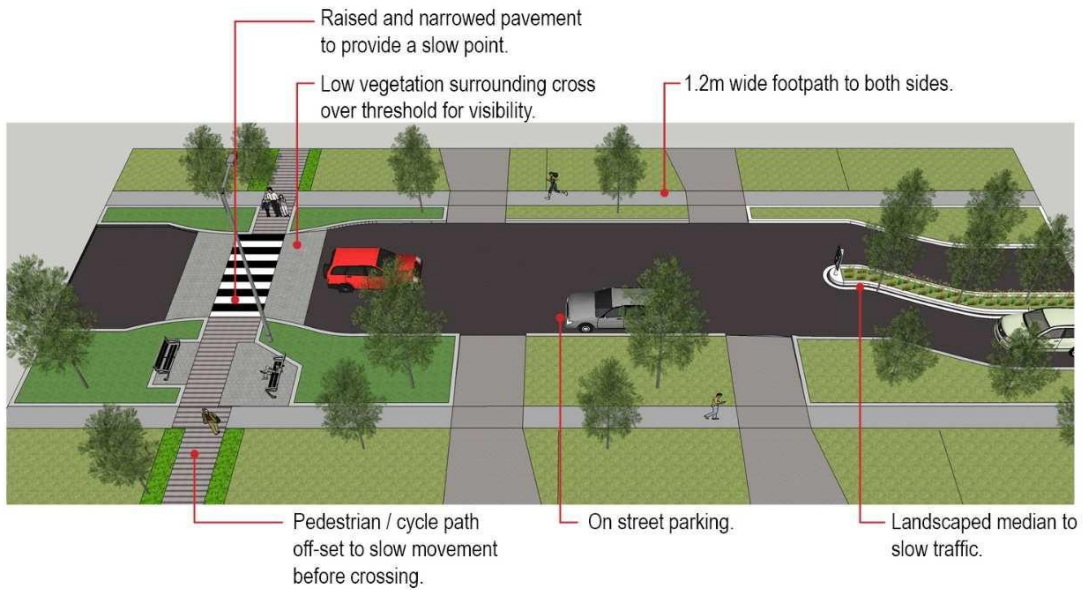 Raised and narrowed pavement
to provide a slow point.
Low vegetation surrounding cross
over threshold for visibility.
1.2m wide footpath to both sides.
Pedestrian / cycle path
off-set to slow movement
before crossing.
On street parking.
Landscaped median to
slow traffic.